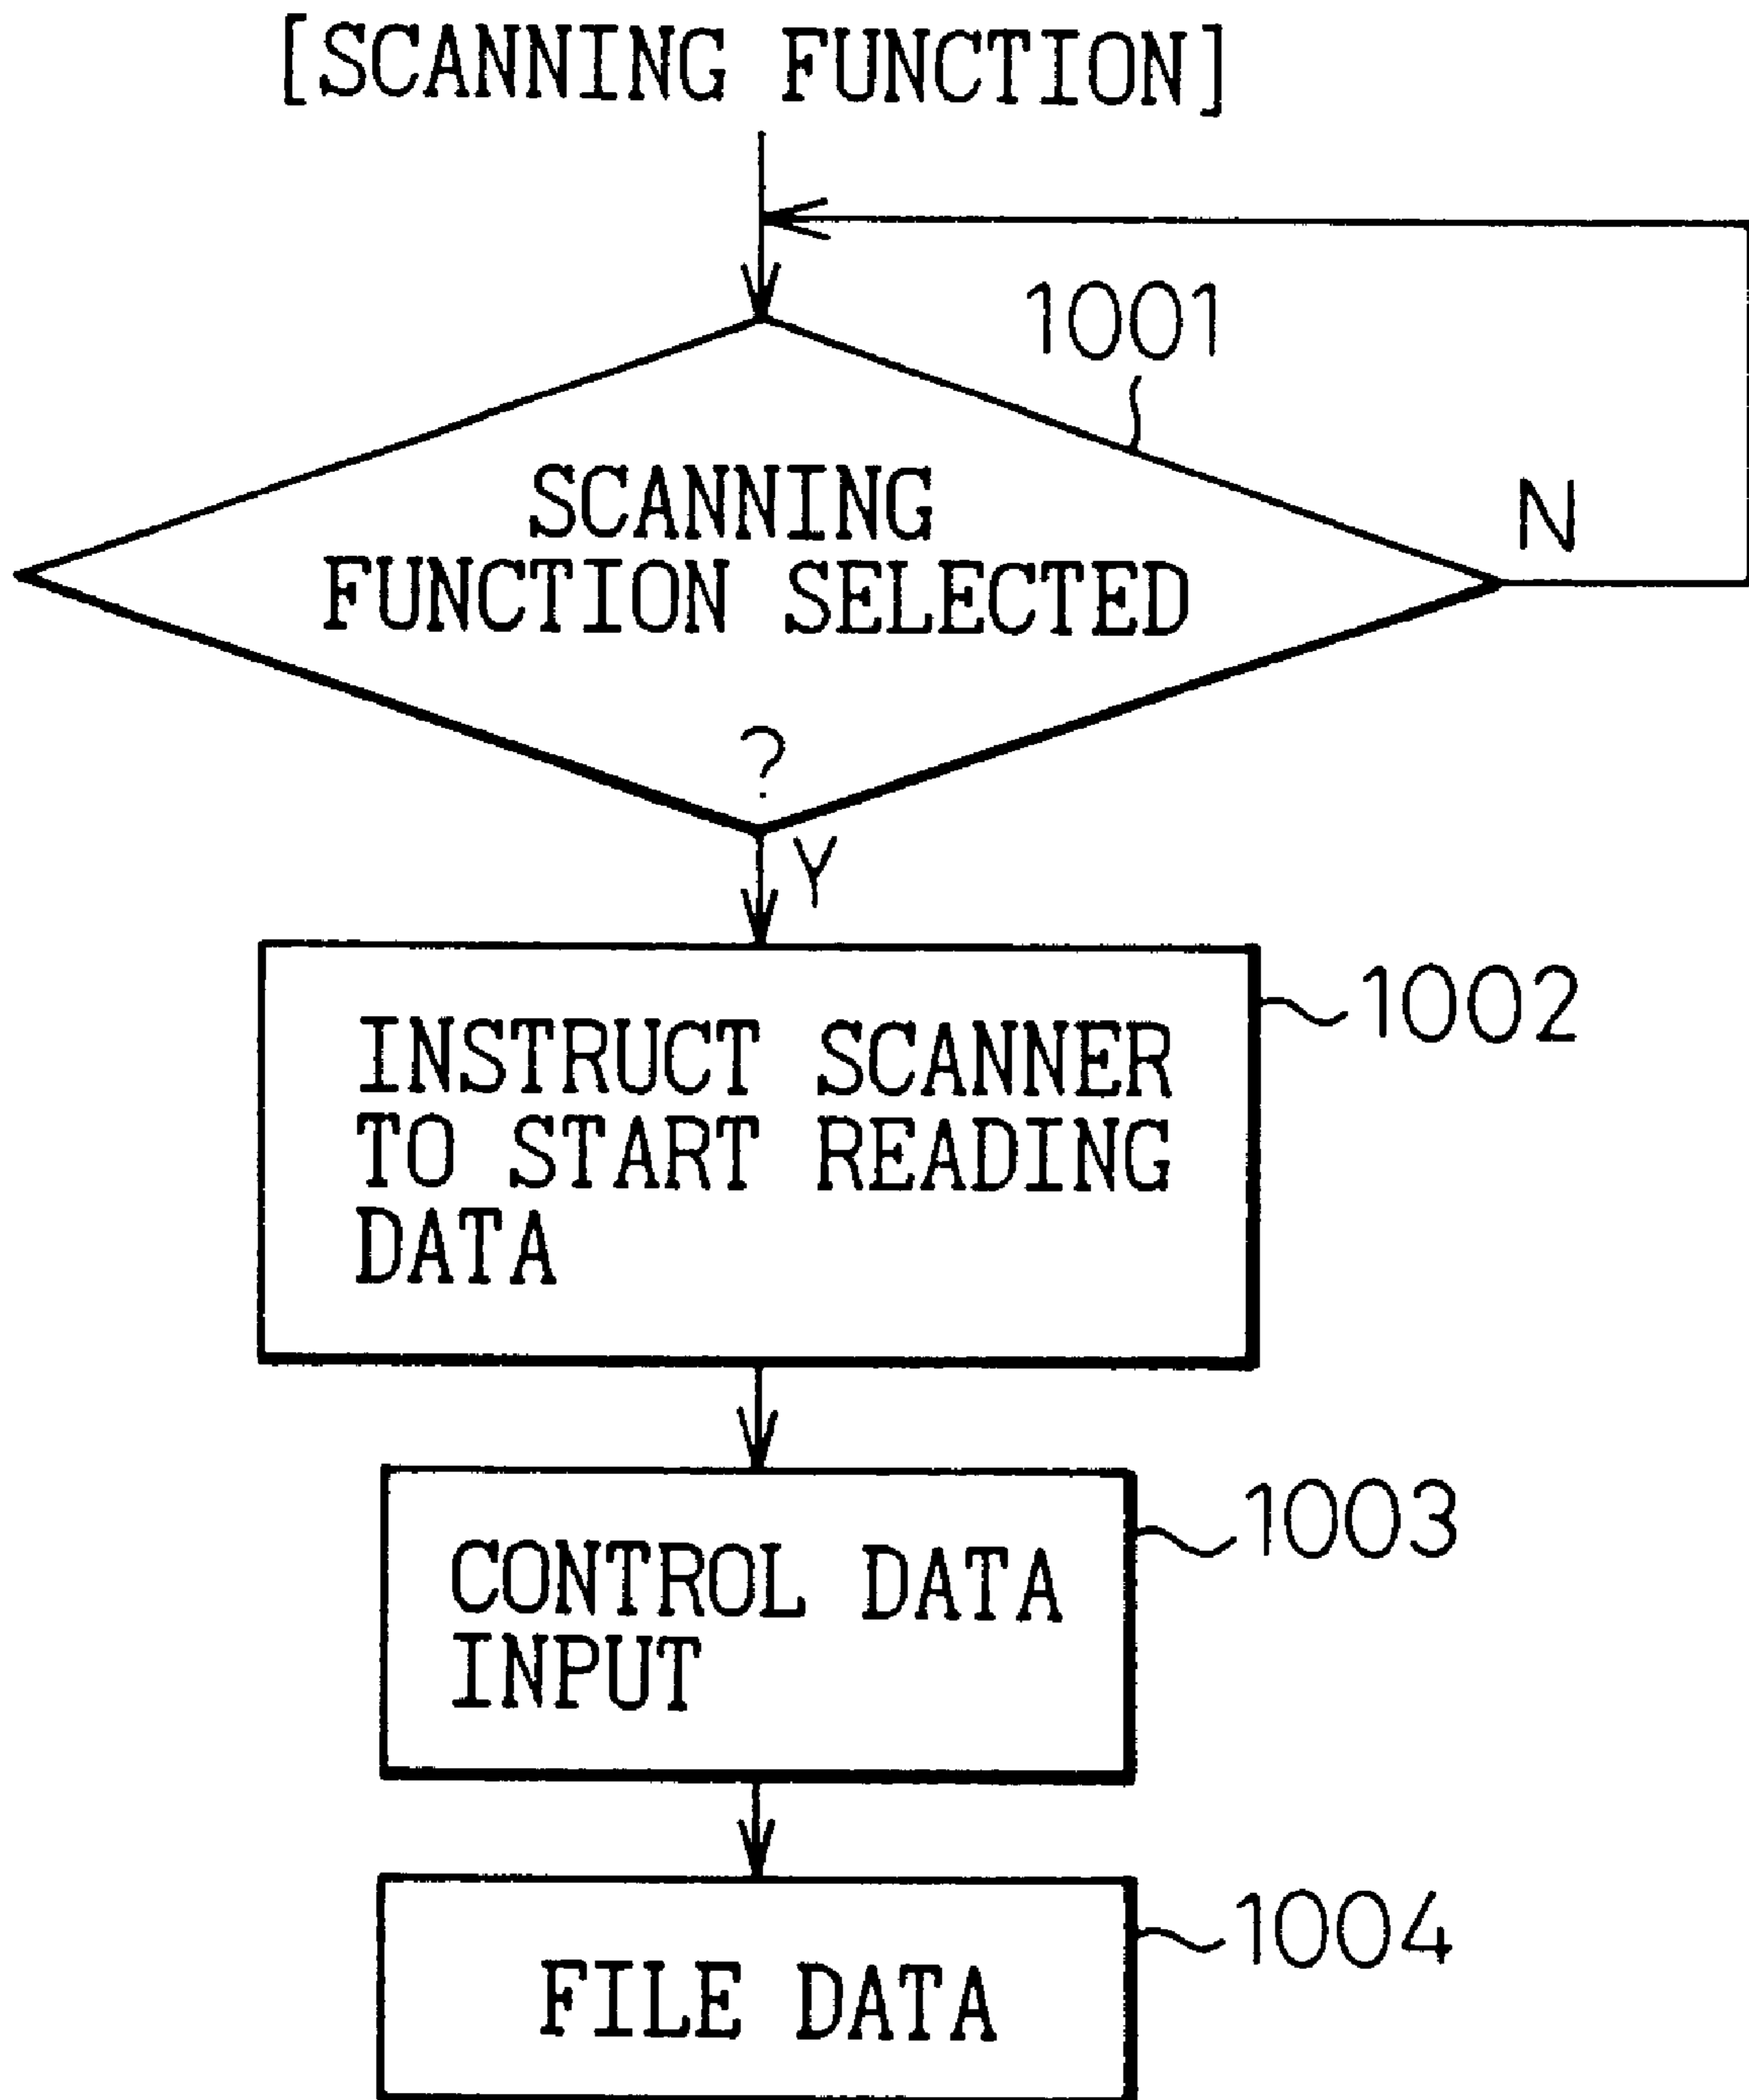 [SCANNING FUNCTION]
1001
SCANNING
FUNCTION SELECTED
?
N
Y
INSTRUCT SCANNER
TO START READING
DATA
1002
CONTROL DATA
INPUT
1003
FILE DATA
1004